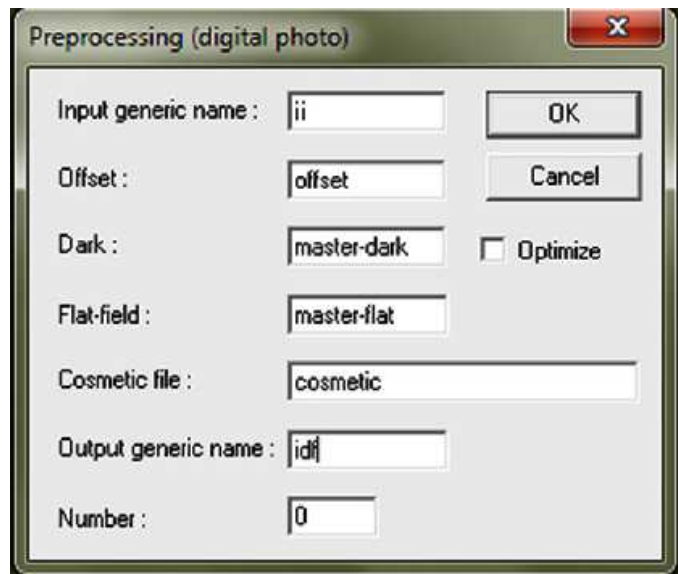 Preprocessing (digital photo)
Input generic name : ii OK
Offset : offset Cancel
Dark : master-dark Optimize
Flat-field : master-flat
Cosmetic file : cosmetic
Output generic name : idf
Number : 0